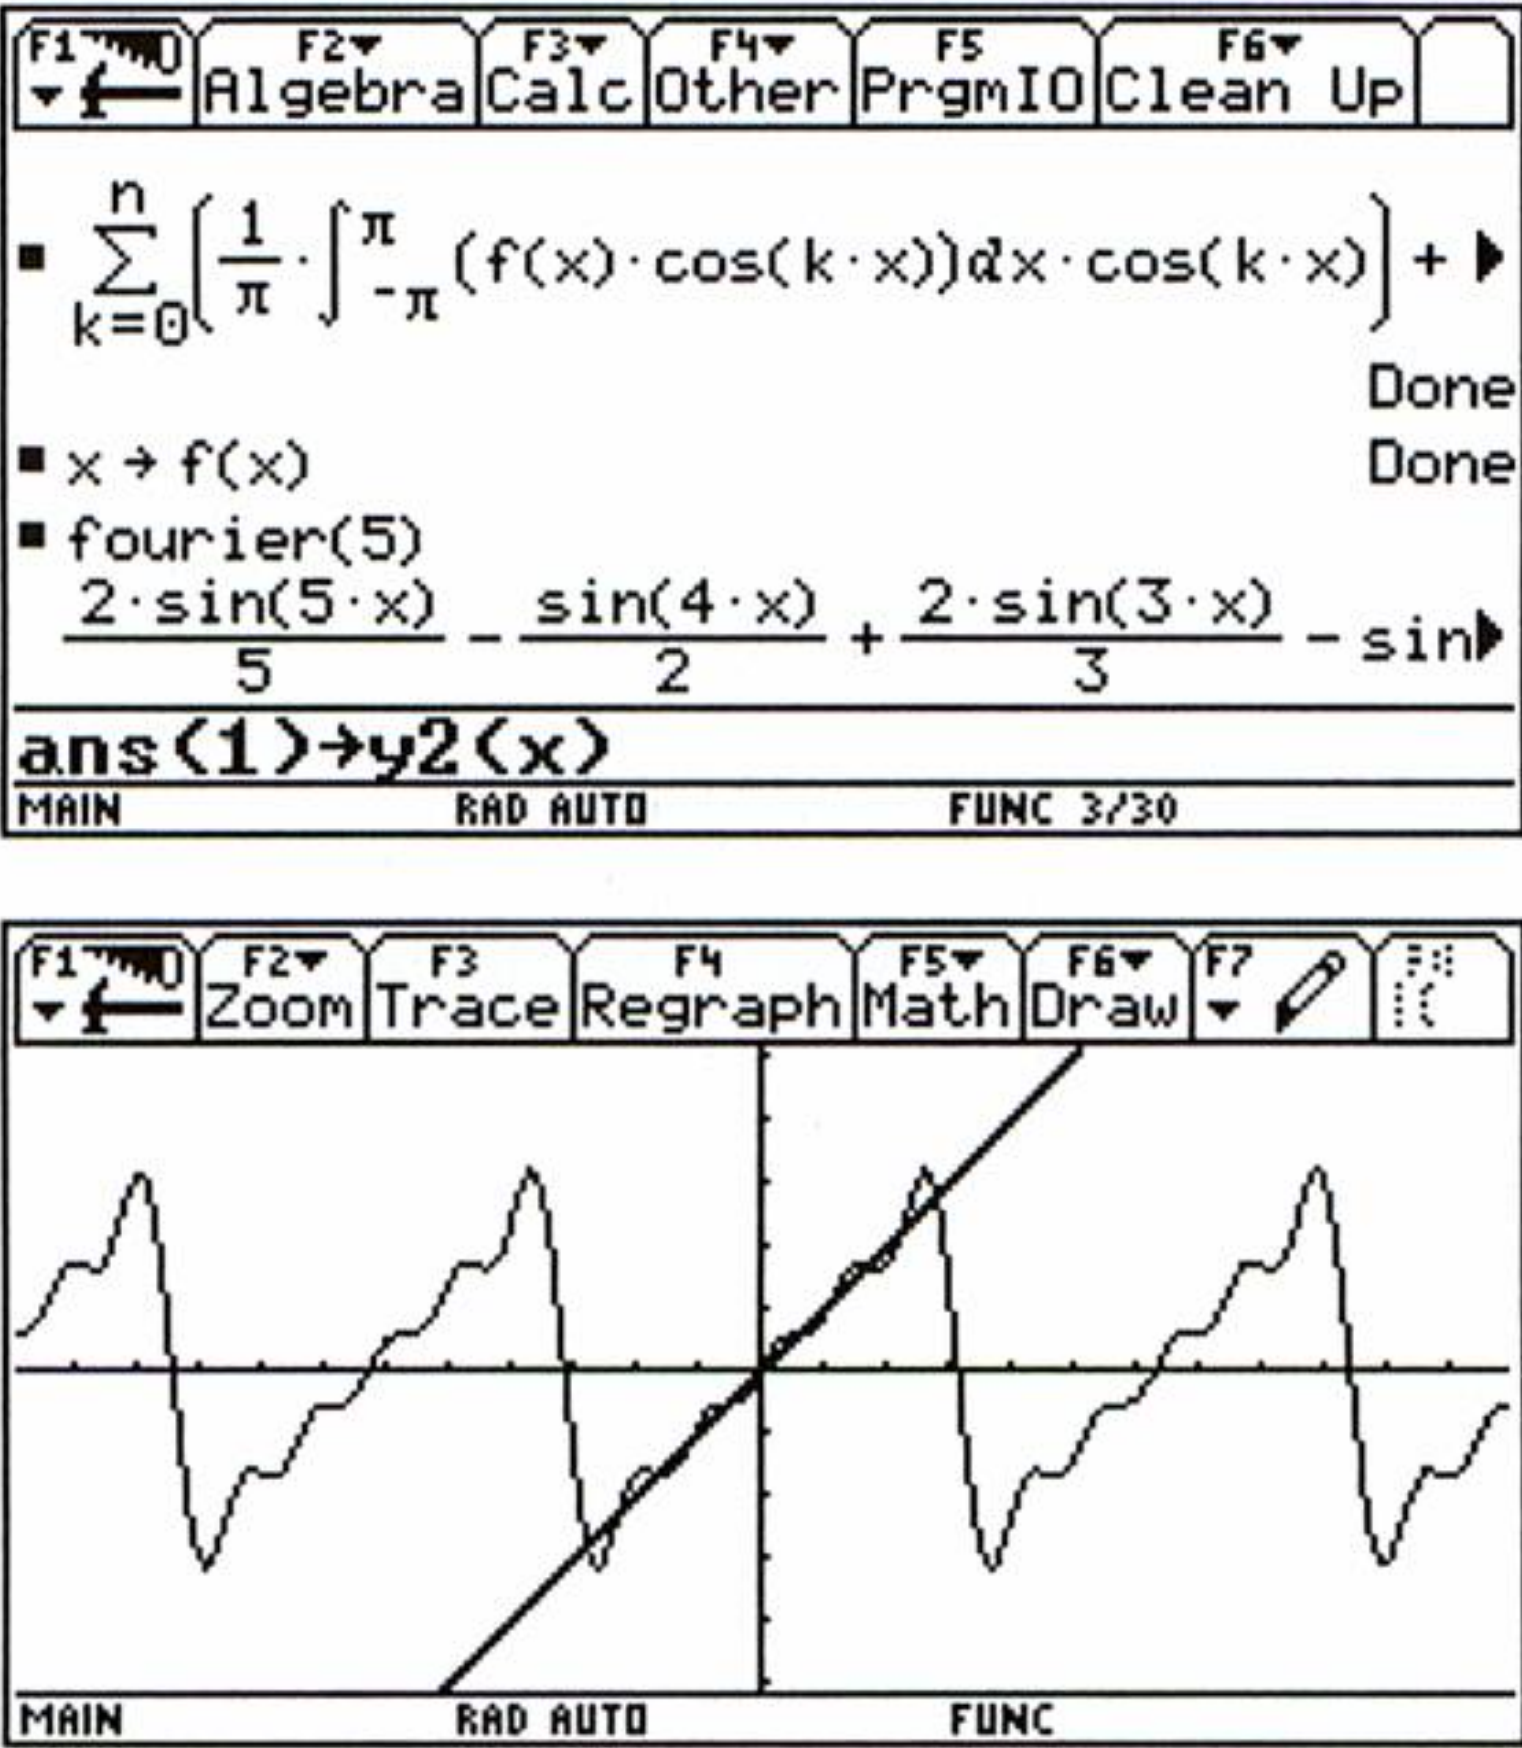 F1 F2▼ F3▼ F4▼ F5 F6▼
▼ Algebra Calc Other PrgmIO Clean Up
■ ∑_{k=0}^{n} (1/π · ∫_{-π}^{π} (f(x)·cos(k·x))dx·cos(k·x)) + ▶
Done
■ x → f(x) Done
■ fourier(5)
2·sin(5·x)/5 - sin(4·x)/2 + 2·sin(3·x)/3 - sin▶
ans(1)→y2(x)
MAIN RAD AUTO FUNC 3/30
F1 F2▼ F3 F4 F5▼ F6▼ F7
▼ Zoom Trace Regraph Math Draw ▼
MAIN RAD AUTO FUNC